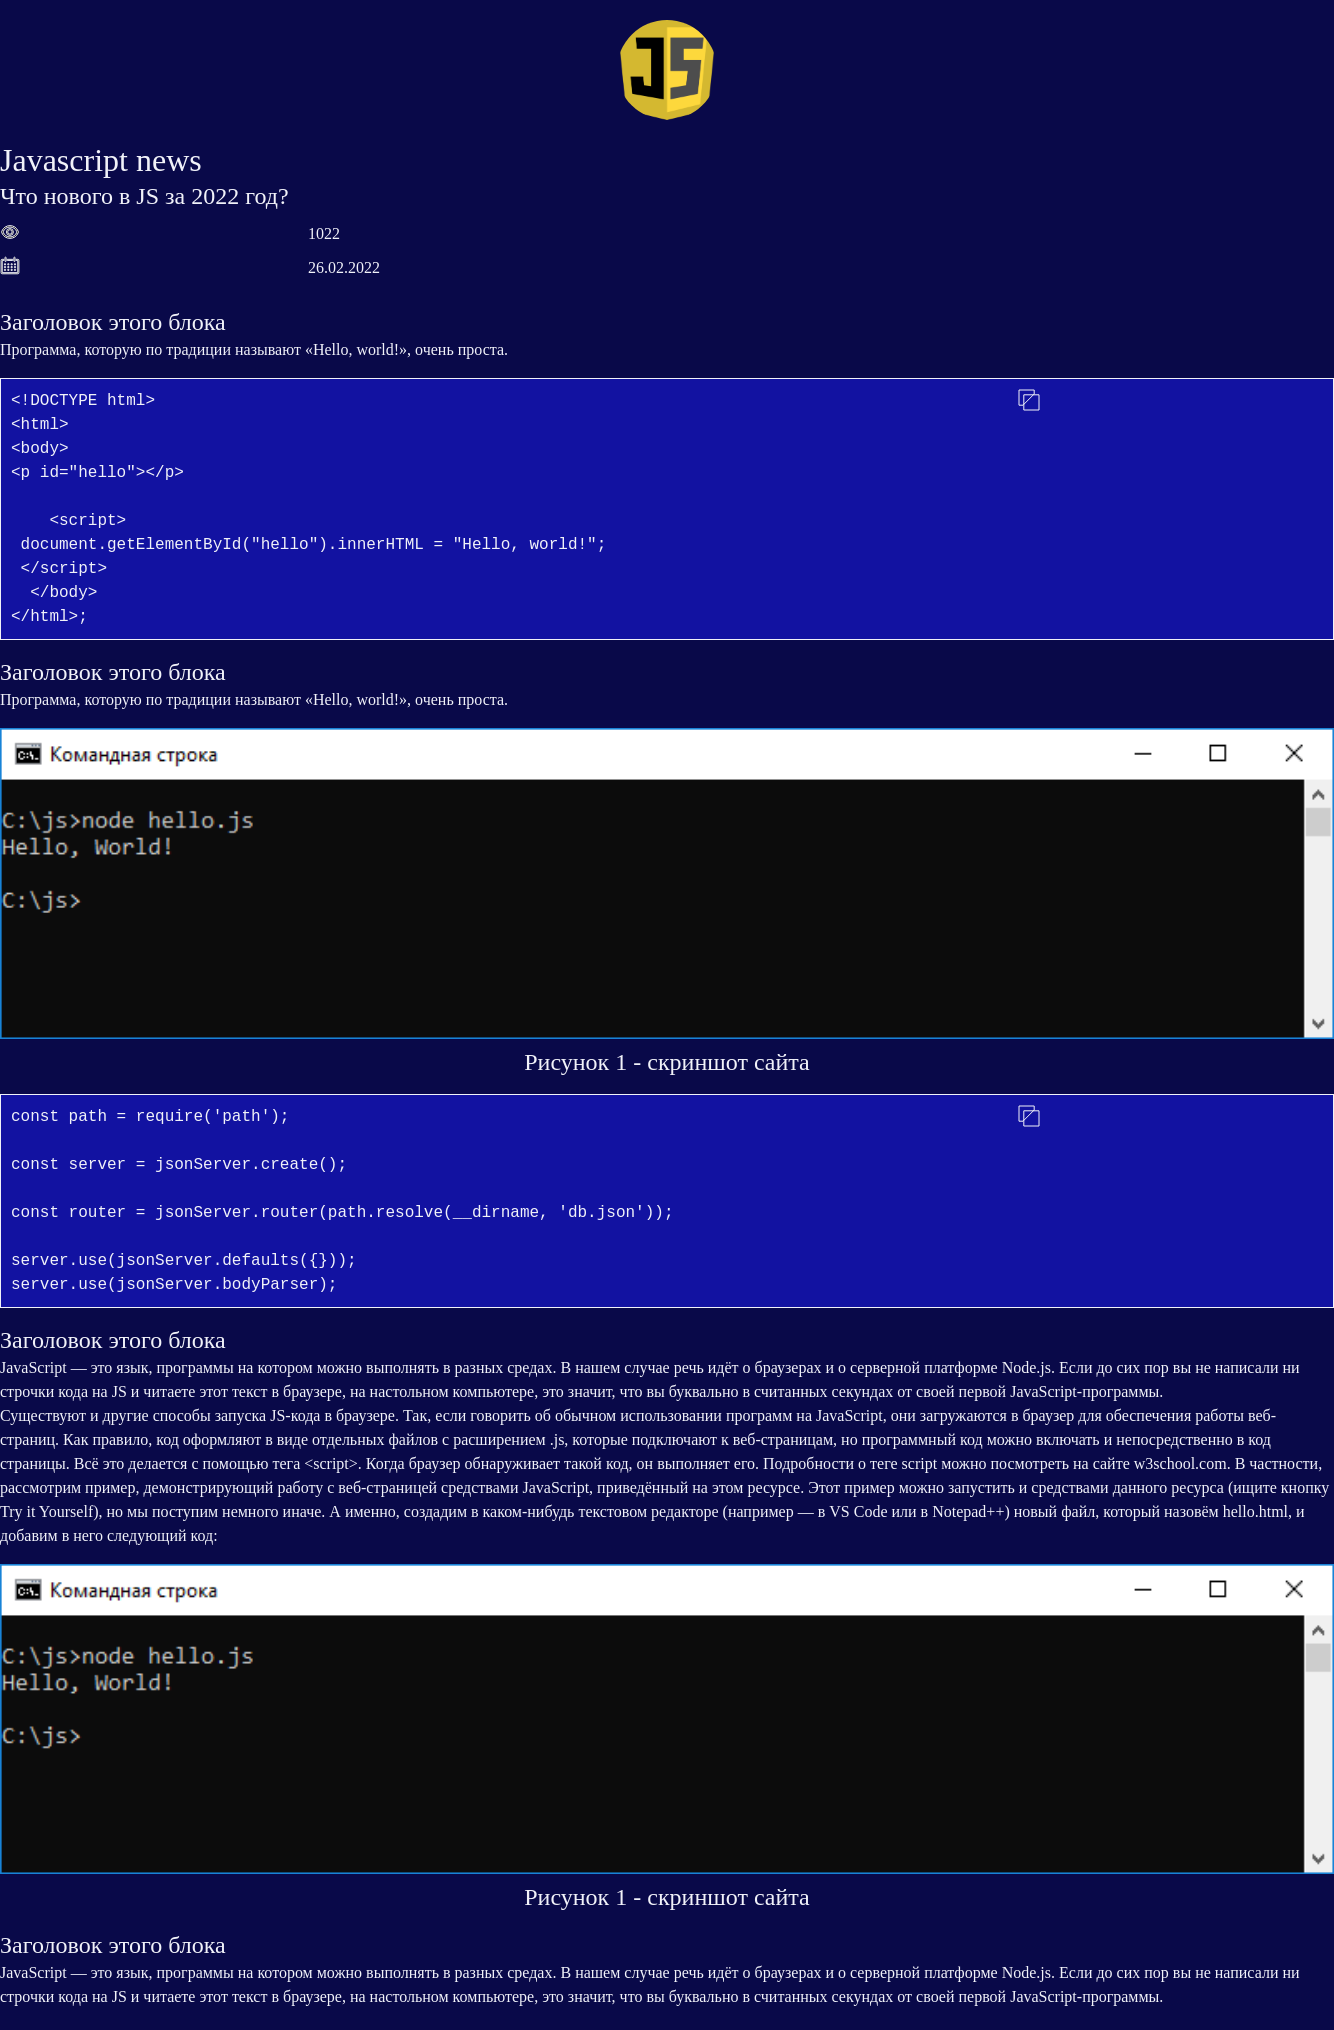 JS
Javascript news
Что нового в JS за 2022 год?
1022
26.02.2022
Заголовок этого блока
Программа, которую по традиции называют «Hello, world!», очень проста.
<!DOCTYPE html>
<html>
<body>
<p id="hello"></p>
    <script>
 document.getElementById("hello").innerHTML = "Hello, world!";
 </script>
  </body>
</html>;
Заголовок этого блока
Программа, которую по традиции называют «Hello, world!», очень проста.
C:\. Командная строка
C:\js>node hello.js
Hello, World!
C:\js>
Рисунок 1 - скриншот сайта
const path = require('path');
const server = jsonServer.create();
const router = jsonServer.router(path.resolve(__dirname, 'db.json'));
server.use(jsonServer.defaults({}));
server.use(jsonServer.bodyParser);
Заголовок этого блока
JavaScript — это язык, программы на котором можно выполнять в разных средах. В нашем случае речь идёт о браузерах и о серверной платформе Node.js. Если до сих пор вы не написали ни
строчки кода на JS и читаете этот текст в браузере, на настольном компьютере, это значит, что вы буквально в считанных секундах от своей первой JavaScript-программы.
Существуют и другие способы запуска JS-кода в браузере. Так, если говорить об обычном использовании программ на JavaScript, они загружаются в браузер для обеспечения работы веб-
страниц. Как правило, код оформляют в виде отдельных файлов с расширением .js, которые подключают к веб-страницам, но программный код можно включать и непосредственно в код
страницы. Всё это делается с помощью тега <script>. Когда браузер обнаруживает такой код, он выполняет его. Подробности о теге script можно посмотреть на сайте w3school.com. В частности,
рассмотрим пример, демонстрирующий работу с веб-страницей средствами JavaScript, приведённый на этом ресурсе. Этот пример можно запустить и средствами данного ресурса (ищите кнопку
Try it Yourself), но мы поступим немного иначе. А именно, создадим в каком-нибудь текстовом редакторе (например — в VS Code или в Notepad++) новый файл, который назовём hello.html, и
добавим в него следующий код:
C:\. Командная строка
C:\js>node hello.js
Hello, World!
C:\js>
Рисунок 1 - скриншот сайта
Заголовок этого блока
JavaScript — это язык, программы на котором можно выполнять в разных средах. В нашем случае речь идёт о браузерах и о серверной платформе Node.js. Если до сих пор вы не написали ни
строчки кода на JS и читаете этот текст в браузере, на настольном компьютере, это значит, что вы буквально в считанных секундах от своей первой JavaScript-программы.